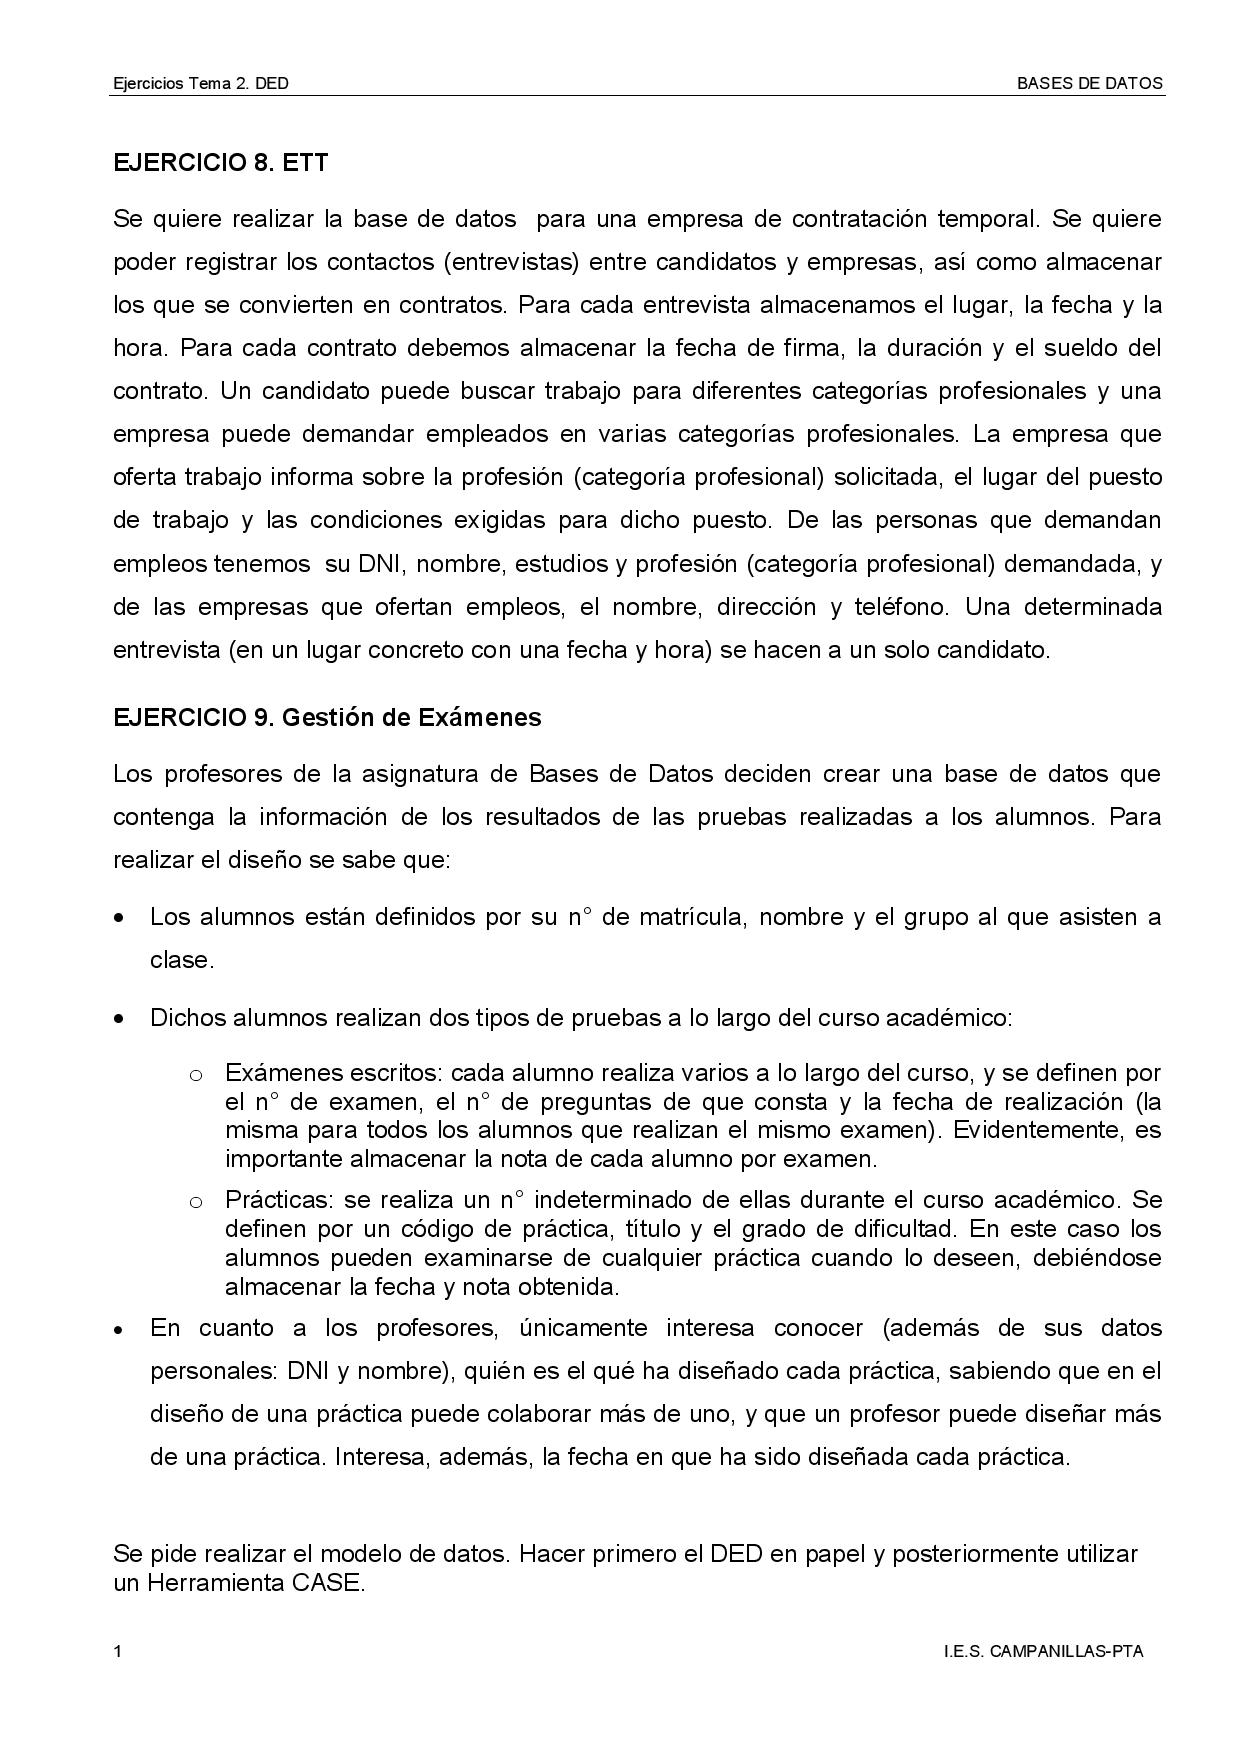 Ejercicios Tema 2. DED BASES DE DATOS
EJERCICIO 8. ETT
Se quiere realizar la base de datos para una empresa de contratación temporal. Se quiere
poder registrar los contactos (entrevistas) entre candidatos y empresas, así como almacenar
los que se convierten en contratos. Para cada entrevista almacenamos el lugar, la fecha y la
hora. Para cada contrato debemos almacenar la fecha de firma, la duración y el sueldo del
contrato. Un candidato puede buscar trabajo para diferentes categorías profesionales y una
empresa puede demandar empleados en varias categorías profesionales. La empresa que
oferta trabajo informa sobre la profesión (categoría profesional) solicitada, el lugar del puesto
de trabajo y las condiciones exigidas para dicho puesto. De las personas que demandan
empleos tenemos su DNI, nombre, estudios y profesión (categoría profesional) demandada, y
de las empresas que ofertan empleos, el nombre, dirección y teléfono. Una determinada
entrevista (en un lugar concreto con una fecha y hora) se hacen a un solo candidato.
EJERCICIO 9. Gestión de Exámenes
Los profesores de la asignatura de Bases de Datos deciden crear una base de datos que
contenga la información de los resultados de las pruebas realizadas a los alumnos. Para
realizar el diseño se sabe que:
• Los alumnos están definidos por su n° de matrícula, nombre y el grupo al que asisten a
clase.
• Dichos alumnos realizan dos tipos de pruebas a lo largo del curso académico:
o Exámenes escritos: cada alumno realiza varios a lo largo del curso, y se definen por
el n° de examen, el n° de preguntas de que consta y la fecha de realización (la
misma para todos los alumnos que realizan el mismo examen). Evidentemente, es
importante almacenar la nota de cada alumno por examen.
o Prácticas: se realiza un n° indeterminado de ellas durante el curso académico. Se
definen por un código de práctica, título y el grado de dificultad. En este caso los
alumnos pueden examinarse de cualquier práctica cuando lo deseen, debiéndose
almacenar la fecha y nota obtenida.
• En cuanto a los profesores, únicamente interesa conocer (además de sus datos
personales: DNI y nombre), quién es el qué ha diseñado cada práctica, sabiendo que en el
diseño de una práctica puede colaborar más de uno, y que un profesor puede diseñar más
de una práctica. Interesa, además, la fecha en que ha sido diseñada cada práctica.
Se pide realizar el modelo de datos. Hacer primero el DED en papel y posteriormente utilizar
un Herramienta CASE.
1 I.E.S. CAMPANILLAS-PTA